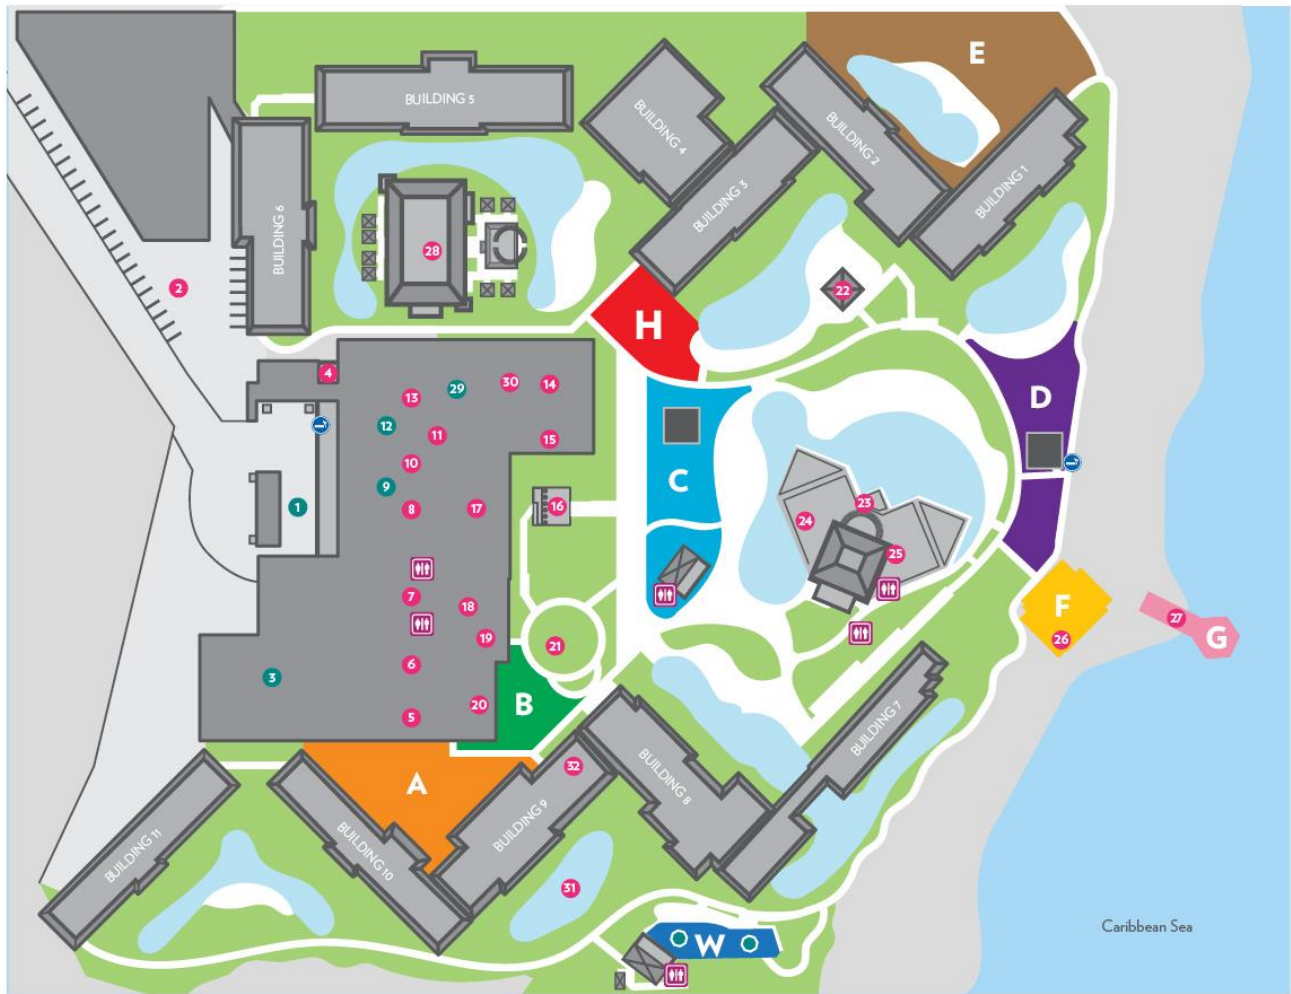 E
BUILDING 5
BUILDING 4
BUILDING 2
BUILDING 3
BUILDING 1
BUILDING 6
28
2
22
H
4
13
29
30
14
12
11
15
D
10
9
C
1
8
17
16
23
24
25
7
18
F
27
G
19
21
26
6
3
B
20
5
BUILDING 7
32
A
BUILDING 8
BUILDING 9
BUILDING 11
BUILDING 10
31
Caribbean Sea
W